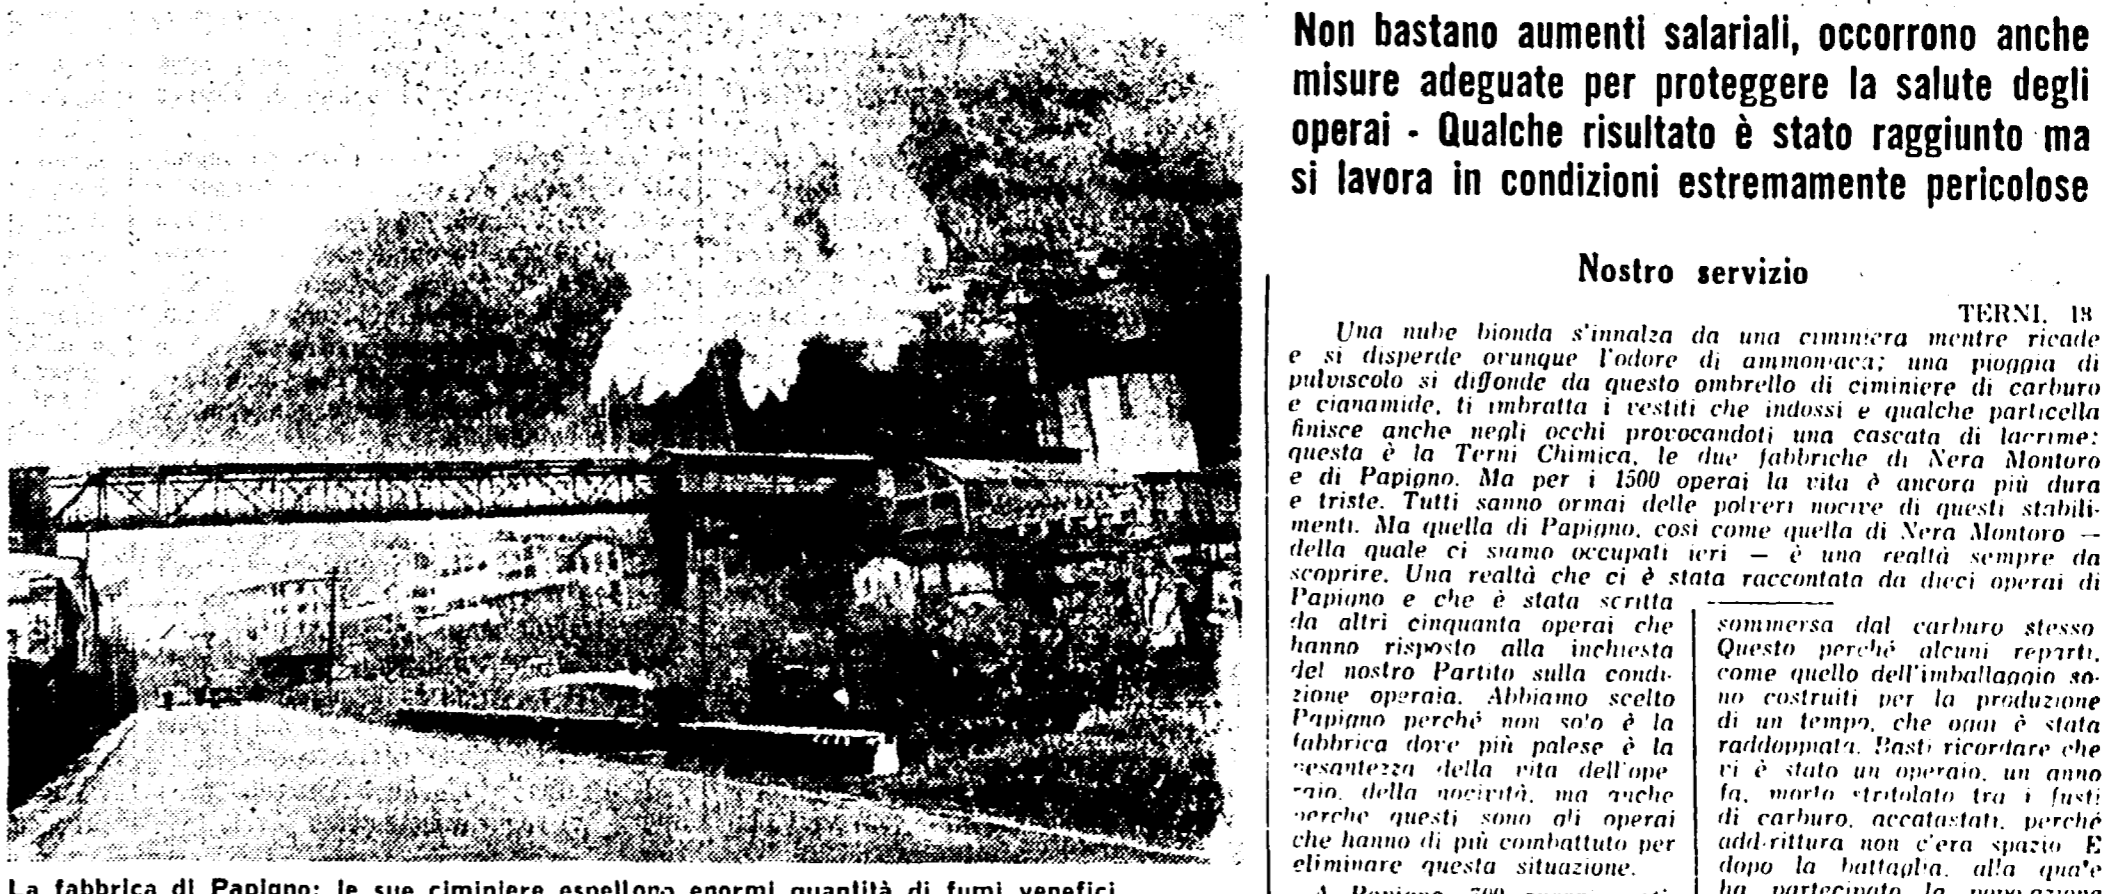 Non bastano aumenti salariali, occorrono anche
misure adeguate per proteggere la salute degli
operai - Qualche risultato è stato raggiunto ma
si lavora in condizioni estremamente pericolose
Nostro servizio
TERNI, 18
Una nube bionda s'innalza da una ciminiera mentre ricade
e si disperde ovunque l'odore di ammoniaca; una pioggia di
pulviscolo si diffonde da questo ombrello di ciminiere di carburo
e cianamide, ti imbratta i vestiti che indossi e qualche particella
finisce anche negli occhi provocandoti una cascata di lacrime:
questa è la Terni Chimica, le due fabbriche di Nera Montoro
e di Papigno. Ma per i 1500 operai la vita è ancora più dura
e triste. Tutti sanno ormai delle polveri nocive di questi stabili-
menti. Ma quella di Papigno, così come quella di Nera Montoro —
della quale ci siamo occupati ieri — è una realtà sempre da
scoprire. Una realtà che ci è stata raccontata da dieci operai di
Papigno e che è stata scritta
da altri cinquanta operai che
hanno risposto alla inchiesta
del nostro Partito sulla condi-
zione operaia. Abbiamo scelto
Papigno perché non so'o è la
fabbrica dove più palese è la
pesantezza della vita dell'ope
raio, della nocività, ma anche
perche questi sono gli operai
che hanno di più combattuto per
eliminare questa situazione.
A Papigno 700
sommersa dal carburo stesso
Questo perché alcuni reparti,
come quello dell'imballaggio so-
no costruiti per la produzione
di un tempo, che oggi è stata
raddoppiata. Basti ricordare che
vi è stato un operaio, un anno
fa, morto stritolato tra i fusti
di carburo, accatastati, perché
add-rittura non c'era spazio E
dopo la battaglia, alla qua'e
ha partecipato la popolazione
La fabbrica di Papigno: le sue ciminiere espellono enormi quantità di fumi venefici